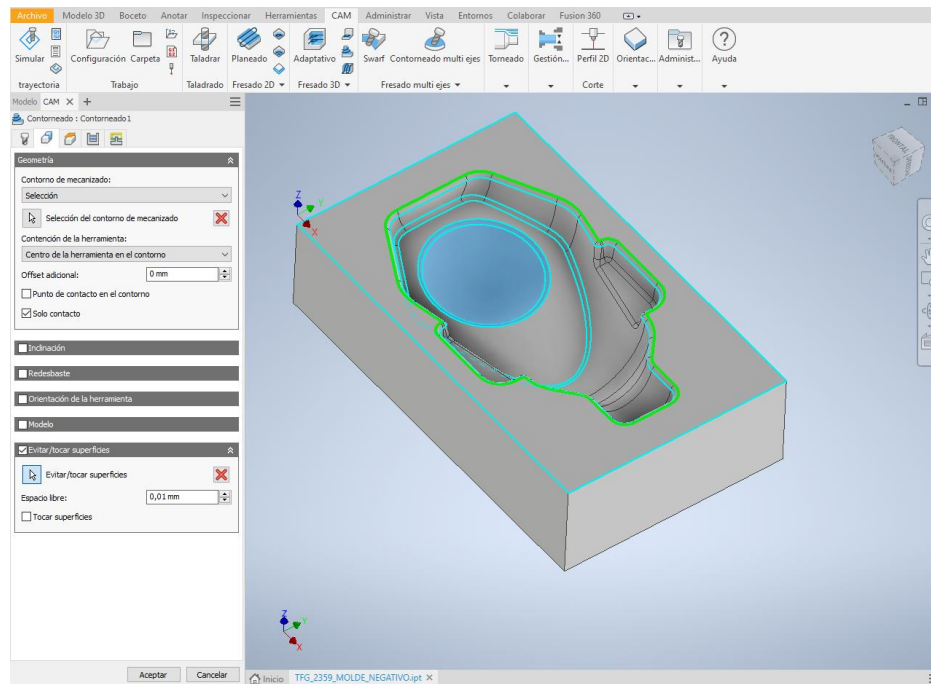 Archivo Modelo 3D Boceto Anotar Inspeccionar Herramientas CAM Administrar Vista Entornos Colaborar Fusion 360
Simular Configuración Carpeta Taladrar Planeado Adaptativo Swarf Contorneado multi ejes Torneado Gestión... Perfil 2D Orientac... Administ... Ayuda
trayectoria Trabajo Taladrado Fresado 2D Fresado 3D Fresado multi ejes Corte
Modelo CAM
Contorneado : Contorneado1
Geometría
Contorno de mecanizado:
Selección
Selección del contorno de mecanizado
Contención de la herramienta:
Centro de la herramienta en el contorno
Offset adicional: 0 mm
Punto de contacto en el contorno
Solo contacto
Inclinación
Redesbaste
Orientación de la herramienta
Modelo
Evitar/tocar superficies
Evitar/tocar superficies
Espacio libre: 0,01 mm
Tocar superficies
Aceptar Cancelar
Z
Y
X
FRONTAL
Z
Y
X
Inicio TFG_2359_MOLDE_NEGATIVO.ipt